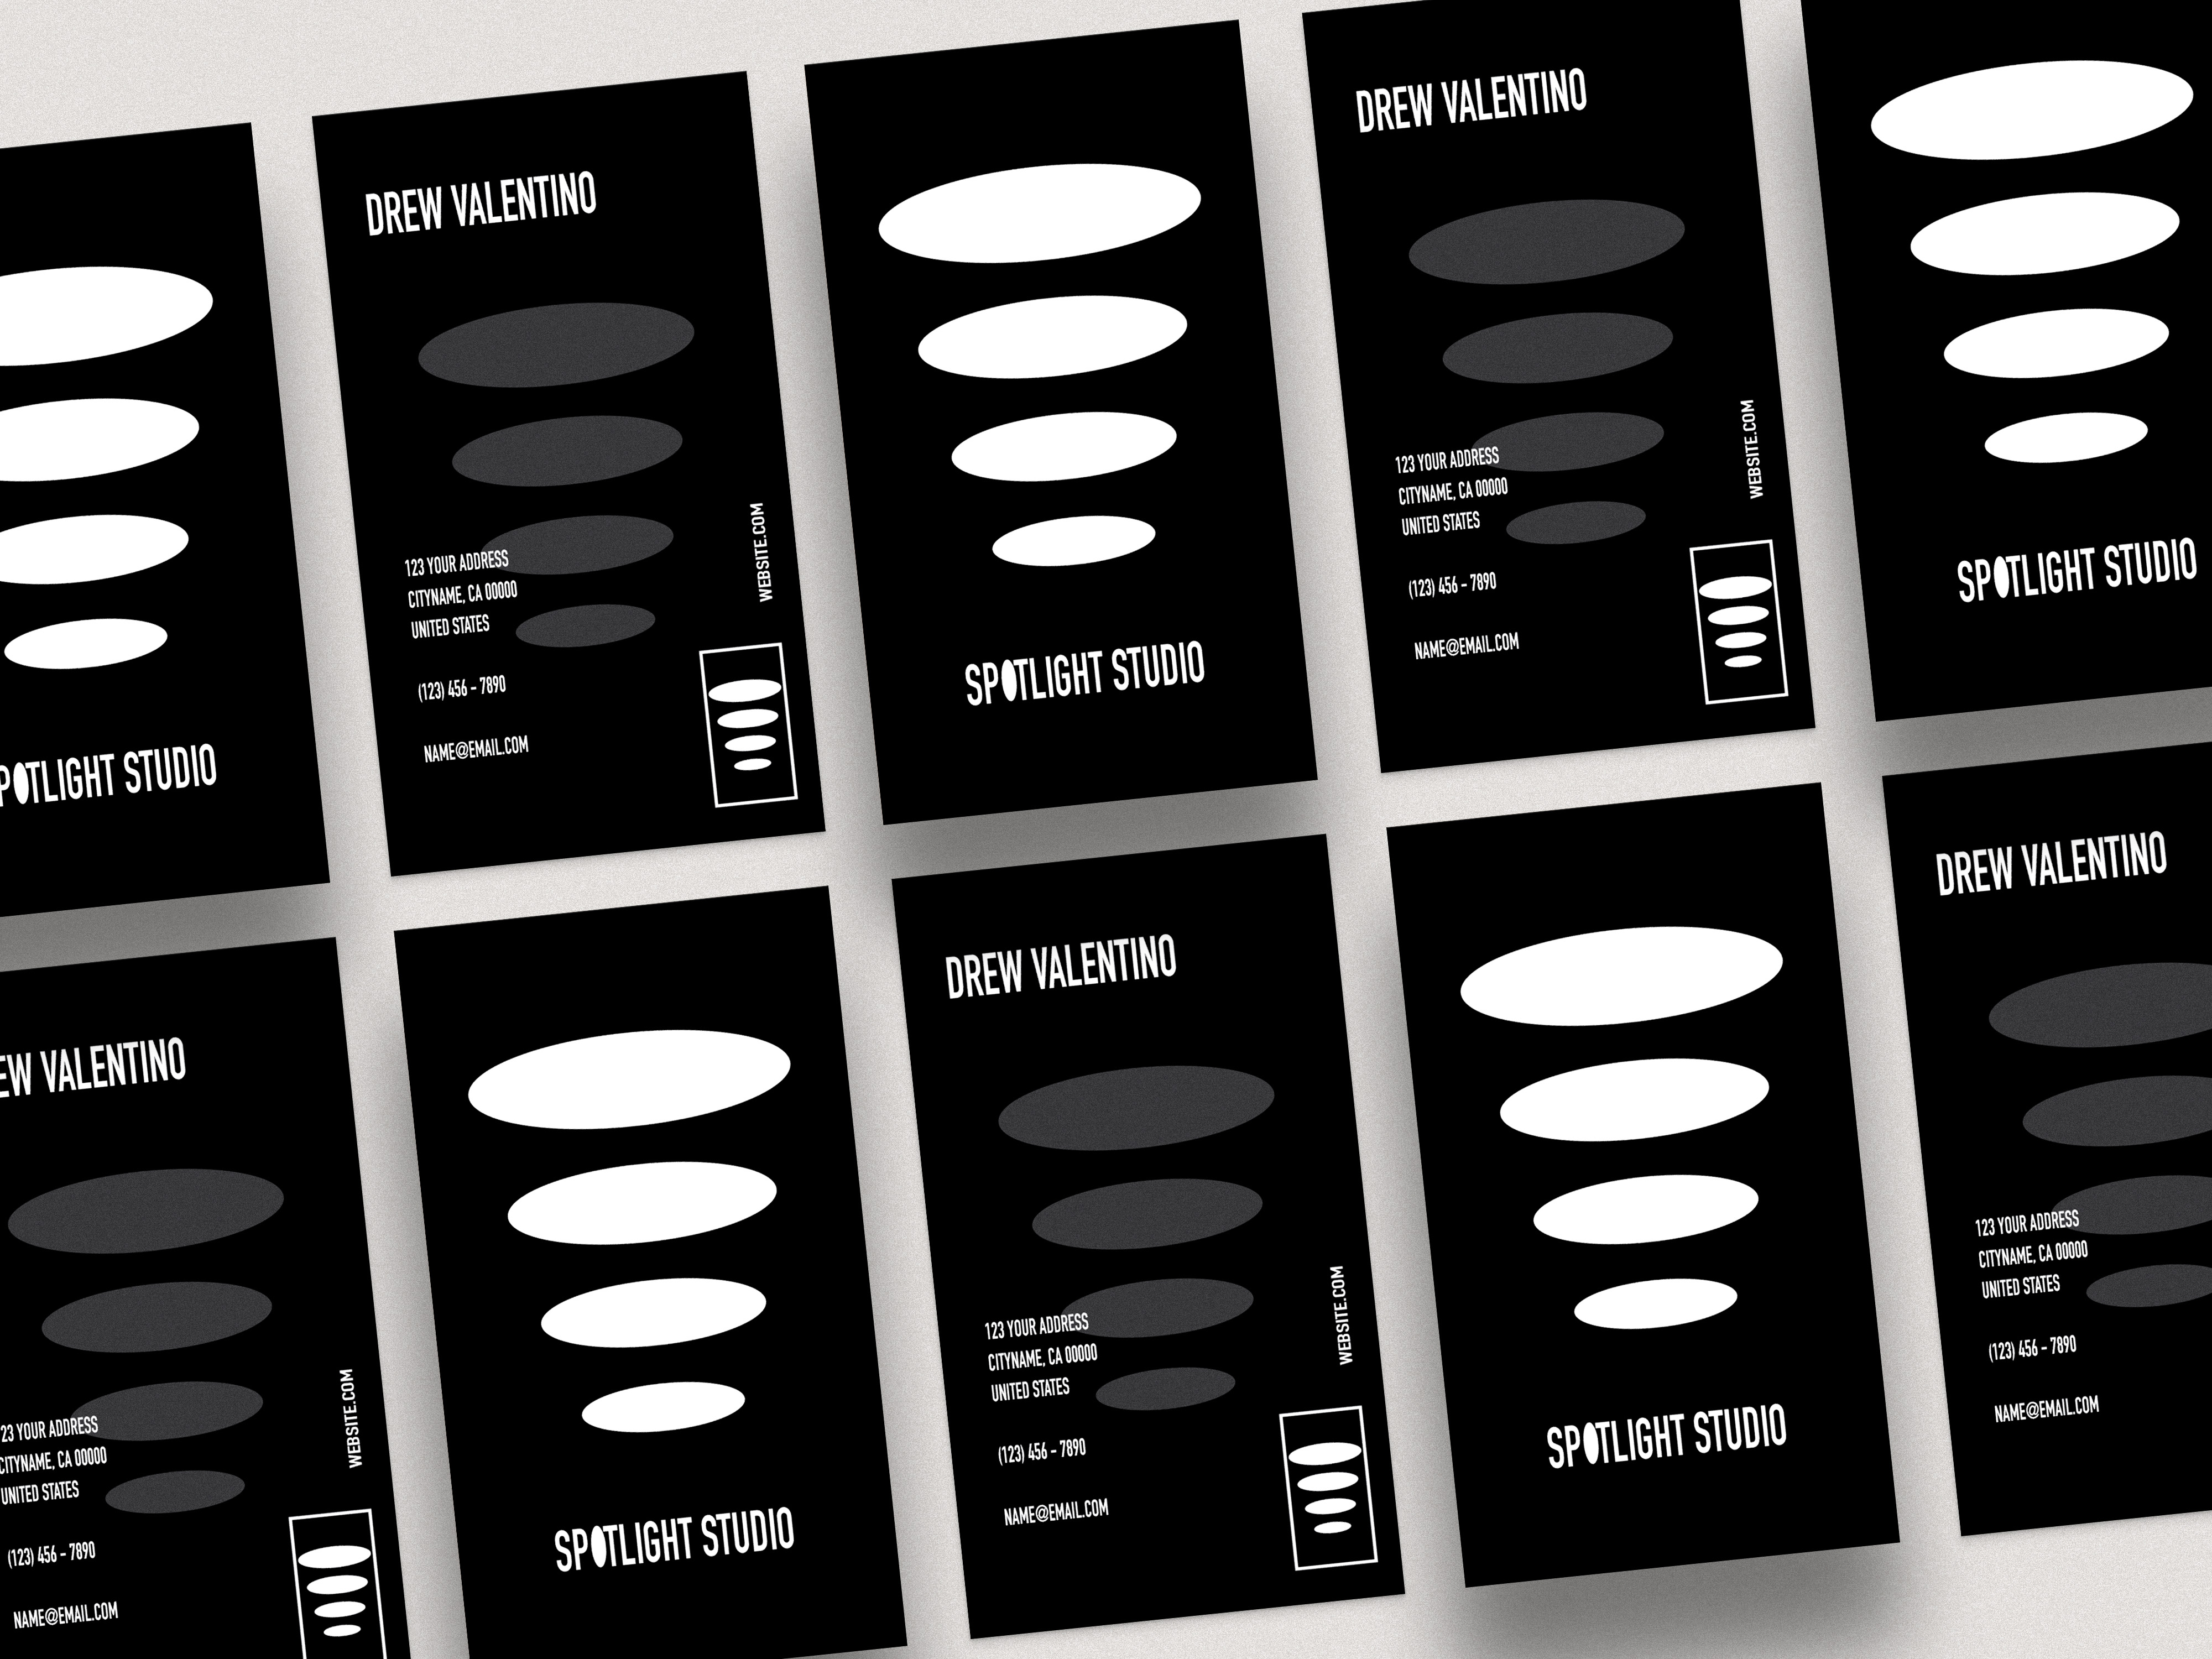 POTLIGHT STUDIO
DREW VALENTINO
123 YOUR ADDRESS
CITYNAME, CA 00000
UNITED STATES
(123) 456 – 7890
NAME@EMAIL.COM
WEBSITE.COM
SPOTLIGHT STUDIO
DREW VALENTINO
123 YOUR ADDRESS
CITYNAME, CA 00000
UNITED STATES
(123) 456 – 7890
NAME@EMAIL.COM
WEBSITE.COM
SPOTLIGHT STUDIO
EW VALENTINO
23 YOUR ADDRESS
CITYNAME, CA 00000
UNITED STATES
(123) 456 – 7890
NAME@EMAIL.COM
WEBSITE.COM
SPOTLIGHT STUDIO
DREW VALENTINO
123 YOUR ADDRESS
CITYNAME, CA 00000
UNITED STATES
(123) 456 – 7890
NAME@EMAIL.COM
WEBSITE.COM
SPOTLIGHT STUDIO
DREW VALENTINO
123 YOUR ADDRESS
CITYNAME, CA 00000
UNITED STATES
(123) 456 – 7890
NAME@EMAIL.COM